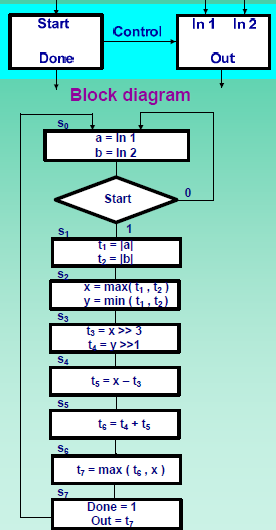 Start
Control
In 1 In 2
Done
Out
Block diagram
s0
a = In 1
b = In 2
Start
0
1
s1
t1 = |a|
t2 = |b|
s2
x = max( t1 , t2 )
y = min ( t1 , t2 )
s3
t3 = x >> 3
t4 = y >>1
s4
t5 = x – t3
s5
t6 = t4 + t5
s6
t7 = max ( t6 , x )
s7
Done = 1
Out = t7